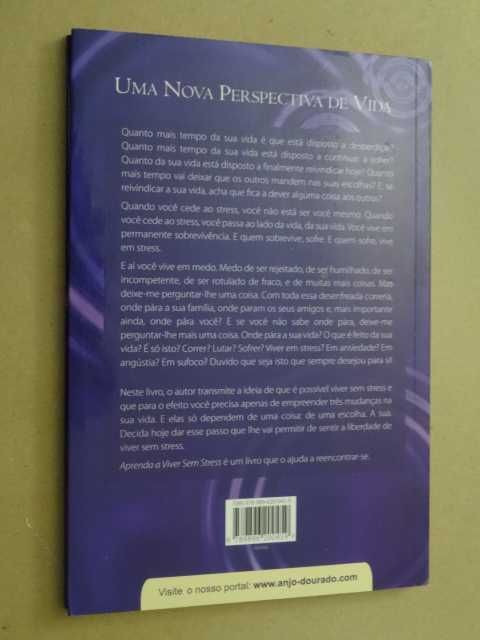 UMA NOVA PERSPECTIVA DE VIDA
Quanto mais tempo da sua vida é que está disposto a desperdiçar?
Quanto mais tempo da sua vida está disposto a continuar a sofrer?
Quanto da sua vida está disposto a finalmente reivindicar hoje? Quanto
mais tempo vai deixar que os outros mandem nas suas escolhas? E, se
reivindicar a sua vida, acha que fica a dever alguma coisa aos outros?
Quando você cede ao stress, você não está ser você mesmo. Quando
você cede ao stress, você passa ao lado da vida, da sua vida. Você vive em
permanente sobrevivência. E quem sobrevive, sofre. E quem sofre, vive
em stress.
E aí você vive em medo. Medo de ser rejeitado, de ser humilhado, de ser
incompetente, de ser rotulado de fraco, e de muitas mais coisas. Mas
deixe-me perguntar-lhe uma coisa. Com toda essa desenfreada correria,
onde pára a sua família, onde param os seus amigos e, mais importante
ainda, onde pára você? E se você não sabe onde pára, deixe-me
perguntar-lhe mais uma coisa. Onde pára a sua vida? O que é feito da sua
vida? É só isto? Correr? Lutar? Sofrer? Viver em stress? Em ansiedade? Em
angústia? Em sufoco? Duvido que seja isto que sempre desejou para si!
Neste livro, o autor transmite a ideia de que é possível viver sem stress e
que para o efeito você precisa apenas de empreender três mudanças na
sua vida. E elas só dependem de uma coisa: de uma escolha. A sua.
Decida hoje dar esse passo que lhe vai permitir de sentir a liberdade de
viver sem stress.
Aprenda a Viver Sem Stress é um livro que o ajuda a reencontrar-se.
Visite o nosso portal: www.anjo-dourado.com